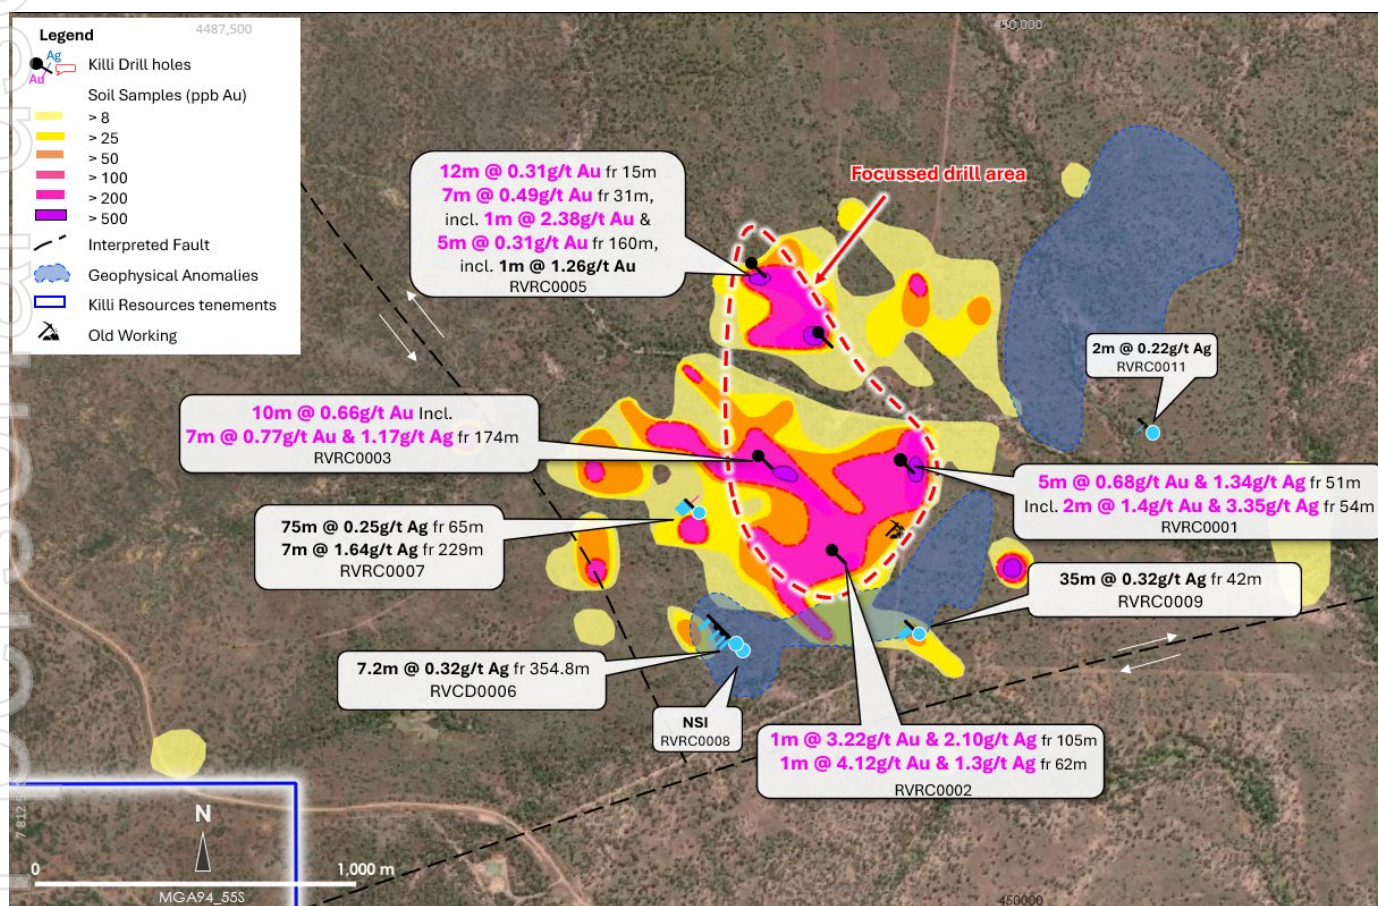 Legend
Ag
Au
Killi Drill holes
Soil Samples (ppb Au)
> 8
> 25
> 50
> 100
> 200
> 500
Interpreted Fault
Geophysical Anomalies
Killi Resources tenements
Old Working
4487,500
450,000
12m @ 0.31g/t Au fr 15m
7m @ 0.49g/t Au fr 31m,
incl. 1m @ 2.38g/t Au &
5m @ 0.31g/t Au fr 160m,
incl. 1m @ 1.26g/t Au
RVRC0005
Focussed drill area
2m @ 0.22g/t Ag
RVRC0011
10m @ 0.66g/t Au Incl.
7m @ 0.77g/t Au & 1.17g/t Ag fr 174m
RVRC0003
5m @ 0.68g/t Au & 1.34g/t Ag fr 51m
Incl. 2m @ 1.4g/t Au & 3.35g/t Ag fr 54m
RVRC0001
75m @ 0.25g/t Ag fr 65m
7m @ 1.64g/t Ag fr 229m
RVRC0007
35m @ 0.32g/t Ag fr 42m
RVRC0009
7.2m @ 0.32g/t Ag fr 354.8m
RVCD0006
NSI
RVRC0008
1m @ 3.22g/t Au & 2.10g/t Ag fr 105m
1m @ 4.12g/t Au & 1.3g/t Ag fr 62m
RVRC0002
N
0
1,000 m
MGA94_55S
450000